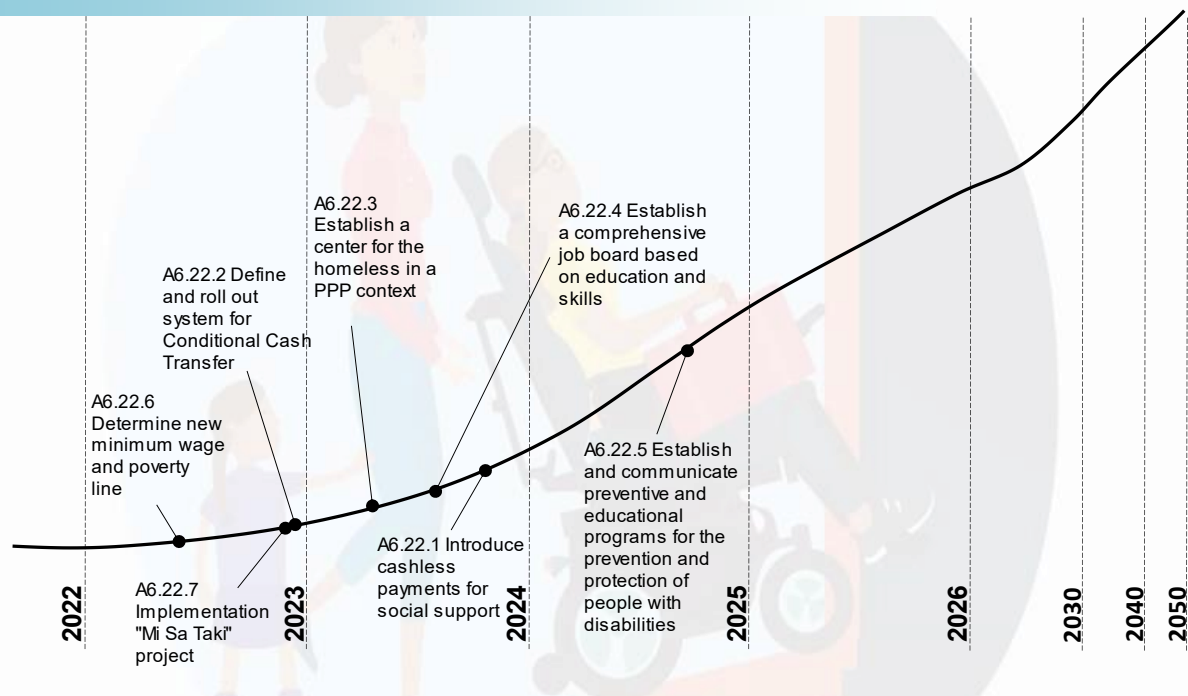 A6.22.3
Establish a
center for the
homeless in a
PPP context
A6.22.4 Establish
a comprehensive
job board based
on education and
skills
A6.22.2 Define
and roll out
system for
Conditional Cash
Transfer
A6.22.6
Determine new
minimum wage
and poverty
line
A6.22.5 Establish
and communicate
preventive and
educational
programs for the
prevention and
protection of
people with
disabilities
A6.22.1 Introduce
cashless
payments for
social support
A6.22.7
Implementation
"Mi Sa Taki"
project
2022
2023
2024
2025
2026
2030
2040
2050